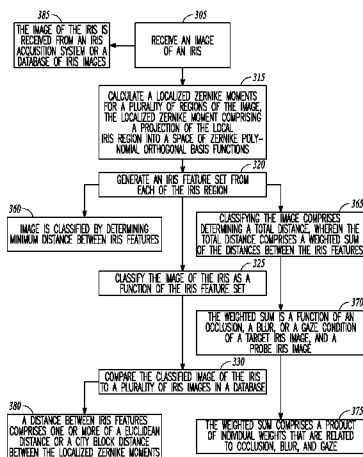 385
305
THE IMAGE OF THE IRIS IS
RECEIVED FROM AN IRIS
ACQUISITION SYSTEM OR A
DATABASE OF IRIS IMAGES
RECEIVE AN IMAGE
OF AN IRIS
315
CALCULATE A LOCALIZED ZERNIKE MOMENTS
FOR A PLURALITY OF REGIONS OF THE IMAGE,
THE LOCALIZED ZERNIKE MOMENT COMPRISING
A PROJECTION OF THE LOCAL
IRIS REGION INTO A SPACE OF ZERNIKE POLY-
NOMIAL ORTHOGONAL BASIS FUNCTIONS
320
GENERATE AN IRIS FEATURE SET FROM
EACH OF THE IRIS REGION
360
IMAGE IS CLASSIFIED BY DETERMINING
MINIMUM DISTANCE BETWEEN IRIS FEATURES
365
CLASSIFYING THE IMAGE COMPRISES
DETERMINING A TOTAL DISTANCE, WHEREIN THE
TOTAL DISTANCE COMPRISES A WEIGHTED SUM
OF THE DISTANCES BETWEEN THE IRIS FEATURES
325
CLASSIFY THE IMAGE OF THE IRIS AS A
FUNCTION OF THE IRIS FEATURE SET
370
THE WEIGHTED SUM IS A FUNCTION OF AN
OCCLUSION, A BLUR, OR A GAZE CONDITION
OF A TARGET IRIS IMAGE, AND A
PROBE IRIS IMAGE
330
COMPARE THE CLASSIFIED IMAGE OF THE IRIS
TO A PLURALITY OF IRIS IMAGES IN A DATABASE
380
A DISTANCE BETWEEN IRIS FEATURES
COMPRISES ONE OR MORE OF A EUCLIDEAN
DISTANCE OR A CITY BLOCK DISTANCE
BETWEEN THE LOCALIZED ZERNIKE MOMENTS
375
THE WEIGHTED SUM COMPRISES A PRODUCT
OF INDIVIDUAL WEIGHTS THAT ARE RELATED
TO OCCLUSION, BLUR, AND GAZE